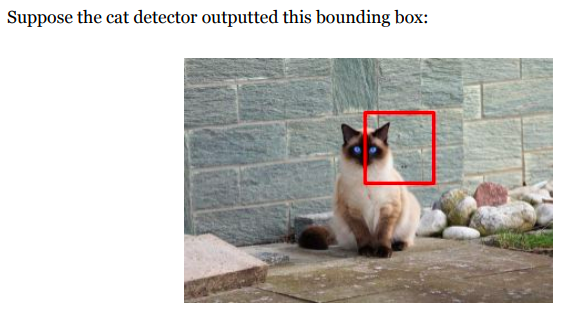 Suppose the cat detector outputted this bounding box: